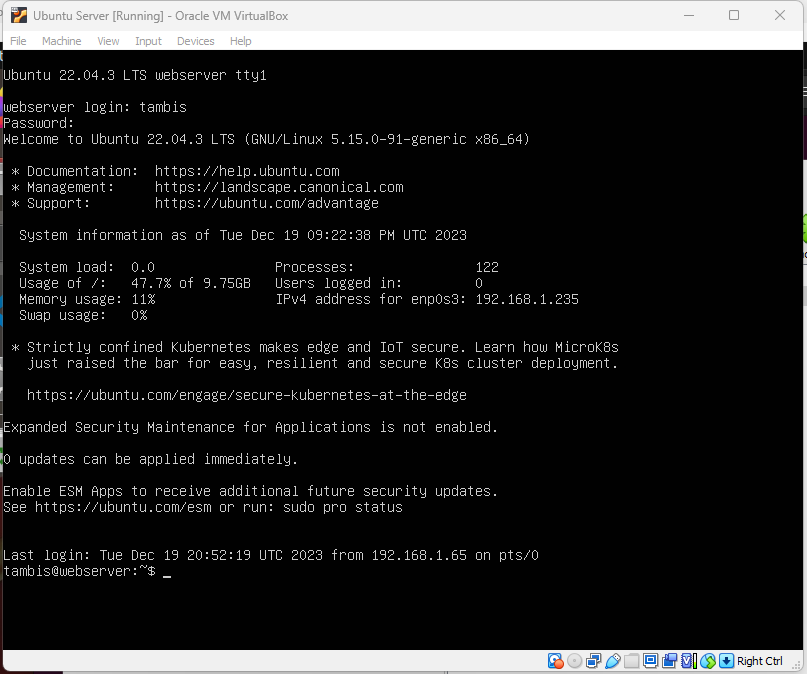 Ubuntu Server [Running] - Oracle VM VirtualBox
File Machine View Input Devices Help
Ubuntu 22.04.3 LTS webserver tty1
webserver login: tambis
Password:
Welcome to Ubuntu 22.04.3 LTS (GNU/Linux 5.15.0-91-generic x86_64)
* Documentation: https://help.ubuntu.com
* Management: https://landscape.canonical.com
* Support: https://ubuntu.com/advantage
System information as of Tue Dec 19 09:22:38 PM UTC 2023
System load: 0.0 Processes: 122
Usage of /: 47.7% of 9.75GB Users logged in: 0
Memory usage: 11% IPv4 address for enp0s3: 192.168.1.235
Swap usage: 0%
* Strictly confined Kubernetes makes edge and IoT secure. Learn how MicroK8s
just raised the bar for easy, resilient and secure K8s cluster deployment.
https://ubuntu.com/engage/secure-kubernetes-at-the-edge
Expanded Security Maintenance for Applications is not enabled.
0 updates can be applied immediately.
Enable ESM Apps to receive additional future security updates.
See https://ubuntu.com/esm or run: sudo pro status
Last login: Tue Dec 19 20:52:19 UTC 2023 from 192.168.1.65 on pts/0
tambis@webserver:~$ _
Right Ctrl